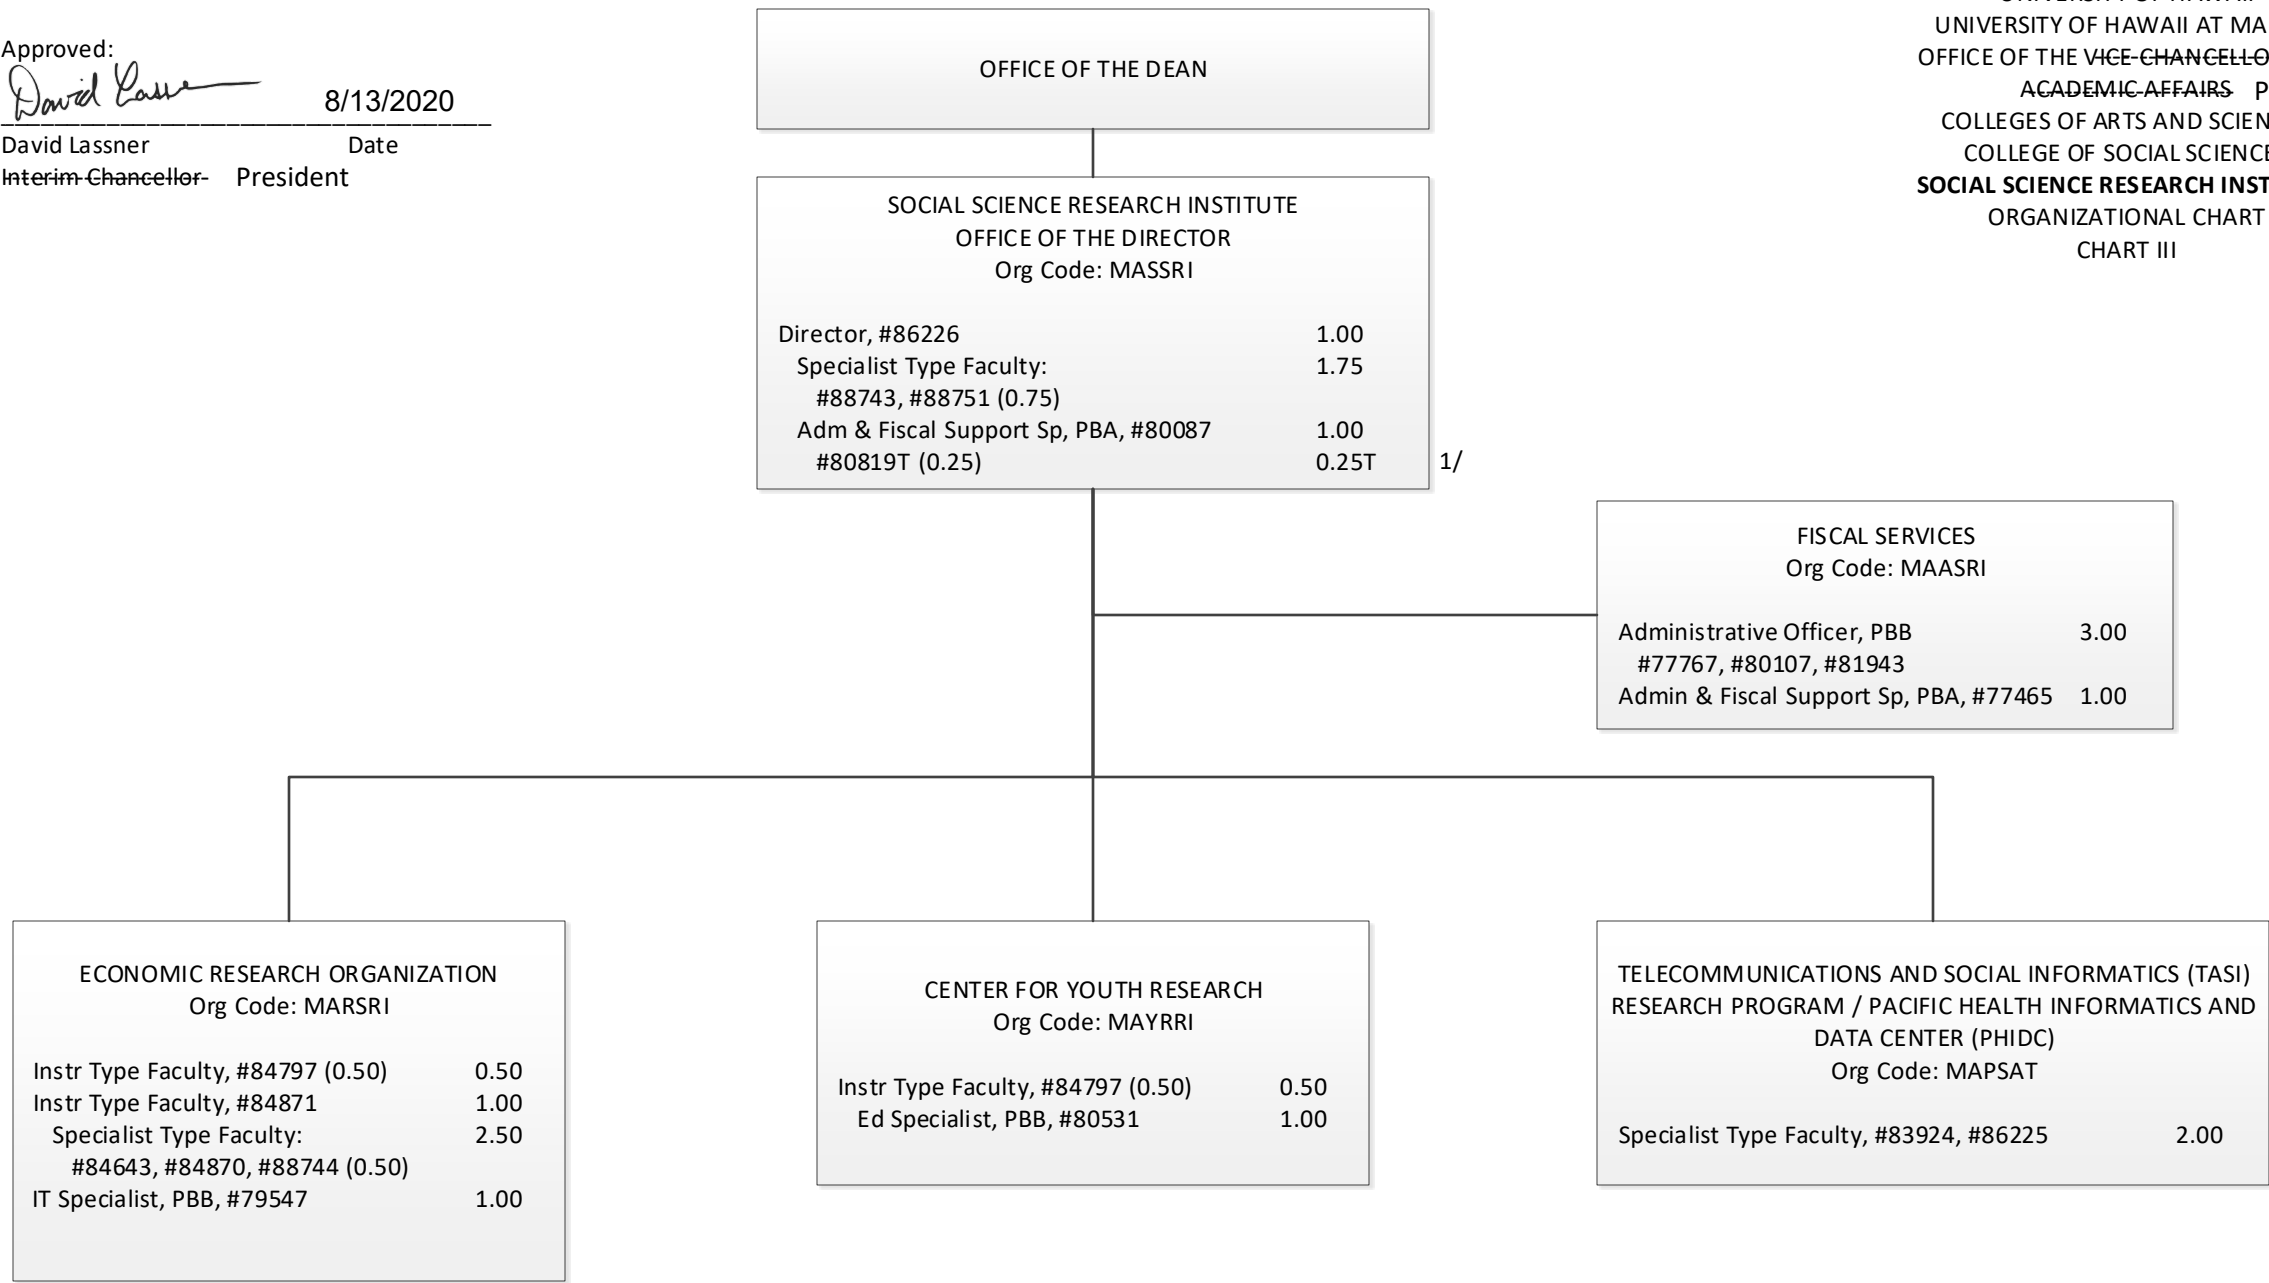 Approved:
David Lassner 8/13/2020
David Lassner Date
Interim Chancellor President
UNIVERSITY OF HAWAII AT
OFFICE OF THE
ACADEMIC AFFAIRS
COLLEGES OF ARTS AND
COLLEGE OF SOCIAL
SOCIAL SCIENCE RESEARCH
ORGANIZATIONAL CHART
CHART III
OFFICE OF THE DEAN
SOCIAL SCIENCE RESEARCH INSTITUTE
OFFICE OF THE DIRECTOR
Org Code: MASSRI
Director, #86226 1.00
Specialist Type Faculty: 1.75
#88743, #88751 (0.75)
Adm & Fiscal Support Sp, PBA, #80087 1.00
#80819T (0.25) 0.25T 1/
FISCAL SERVICES
Org Code: MAASRI
Administrative Officer, PBB 3.00
#77767, #80107, #81943
Admin & Fiscal Support Sp, PBA, #77465 1.00
ECONOMIC RESEARCH ORGANIZATION
Org Code: MARSRI
Instr Type Faculty, #84797 (0.50) 0.50
Instr Type Faculty, #84871 1.00
Specialist Type Faculty: 2.50
#84643, #84870, #88744 (0.50)
IT Specialist, PBB, #79547 1.00
CENTER FOR YOUTH RESEARCH
Org Code: MAYRRI
Instr Type Faculty, #84797 (0.50) 0.50
Ed Specialist, PBB, #80531 1.00
TELECOMMUNICATIONS AND SOCIAL INFORMATICS (TASI)
RESEARCH PROGRAM / PACIFIC HEALTH INFORMATICS AND
DATA CENTER (PHIDC)
Org Code: MAPSAT
Specialist Type Faculty, #83924, #86225 2.00